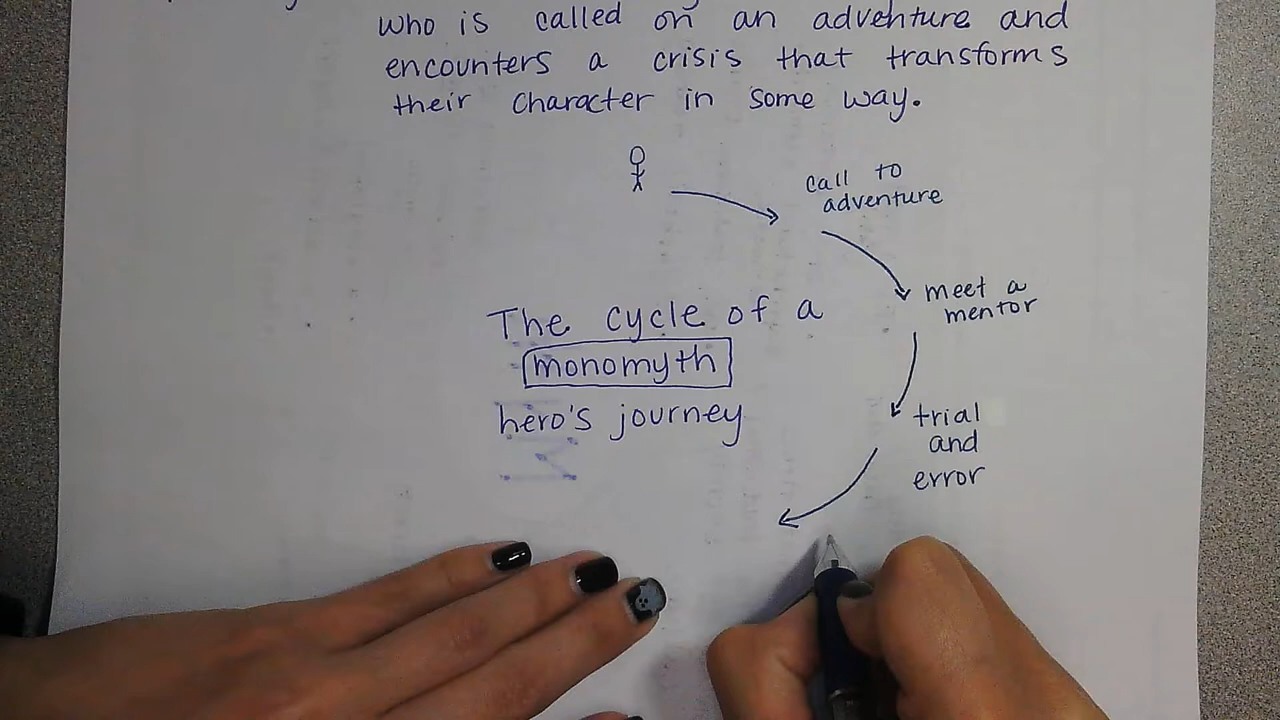 who is called on an adventure and
encounters a crisis that transforms
their character in some way.
call to
adventure
meet a
mentor
The cycle of a
monomyth
hero's journey
trial
and
error